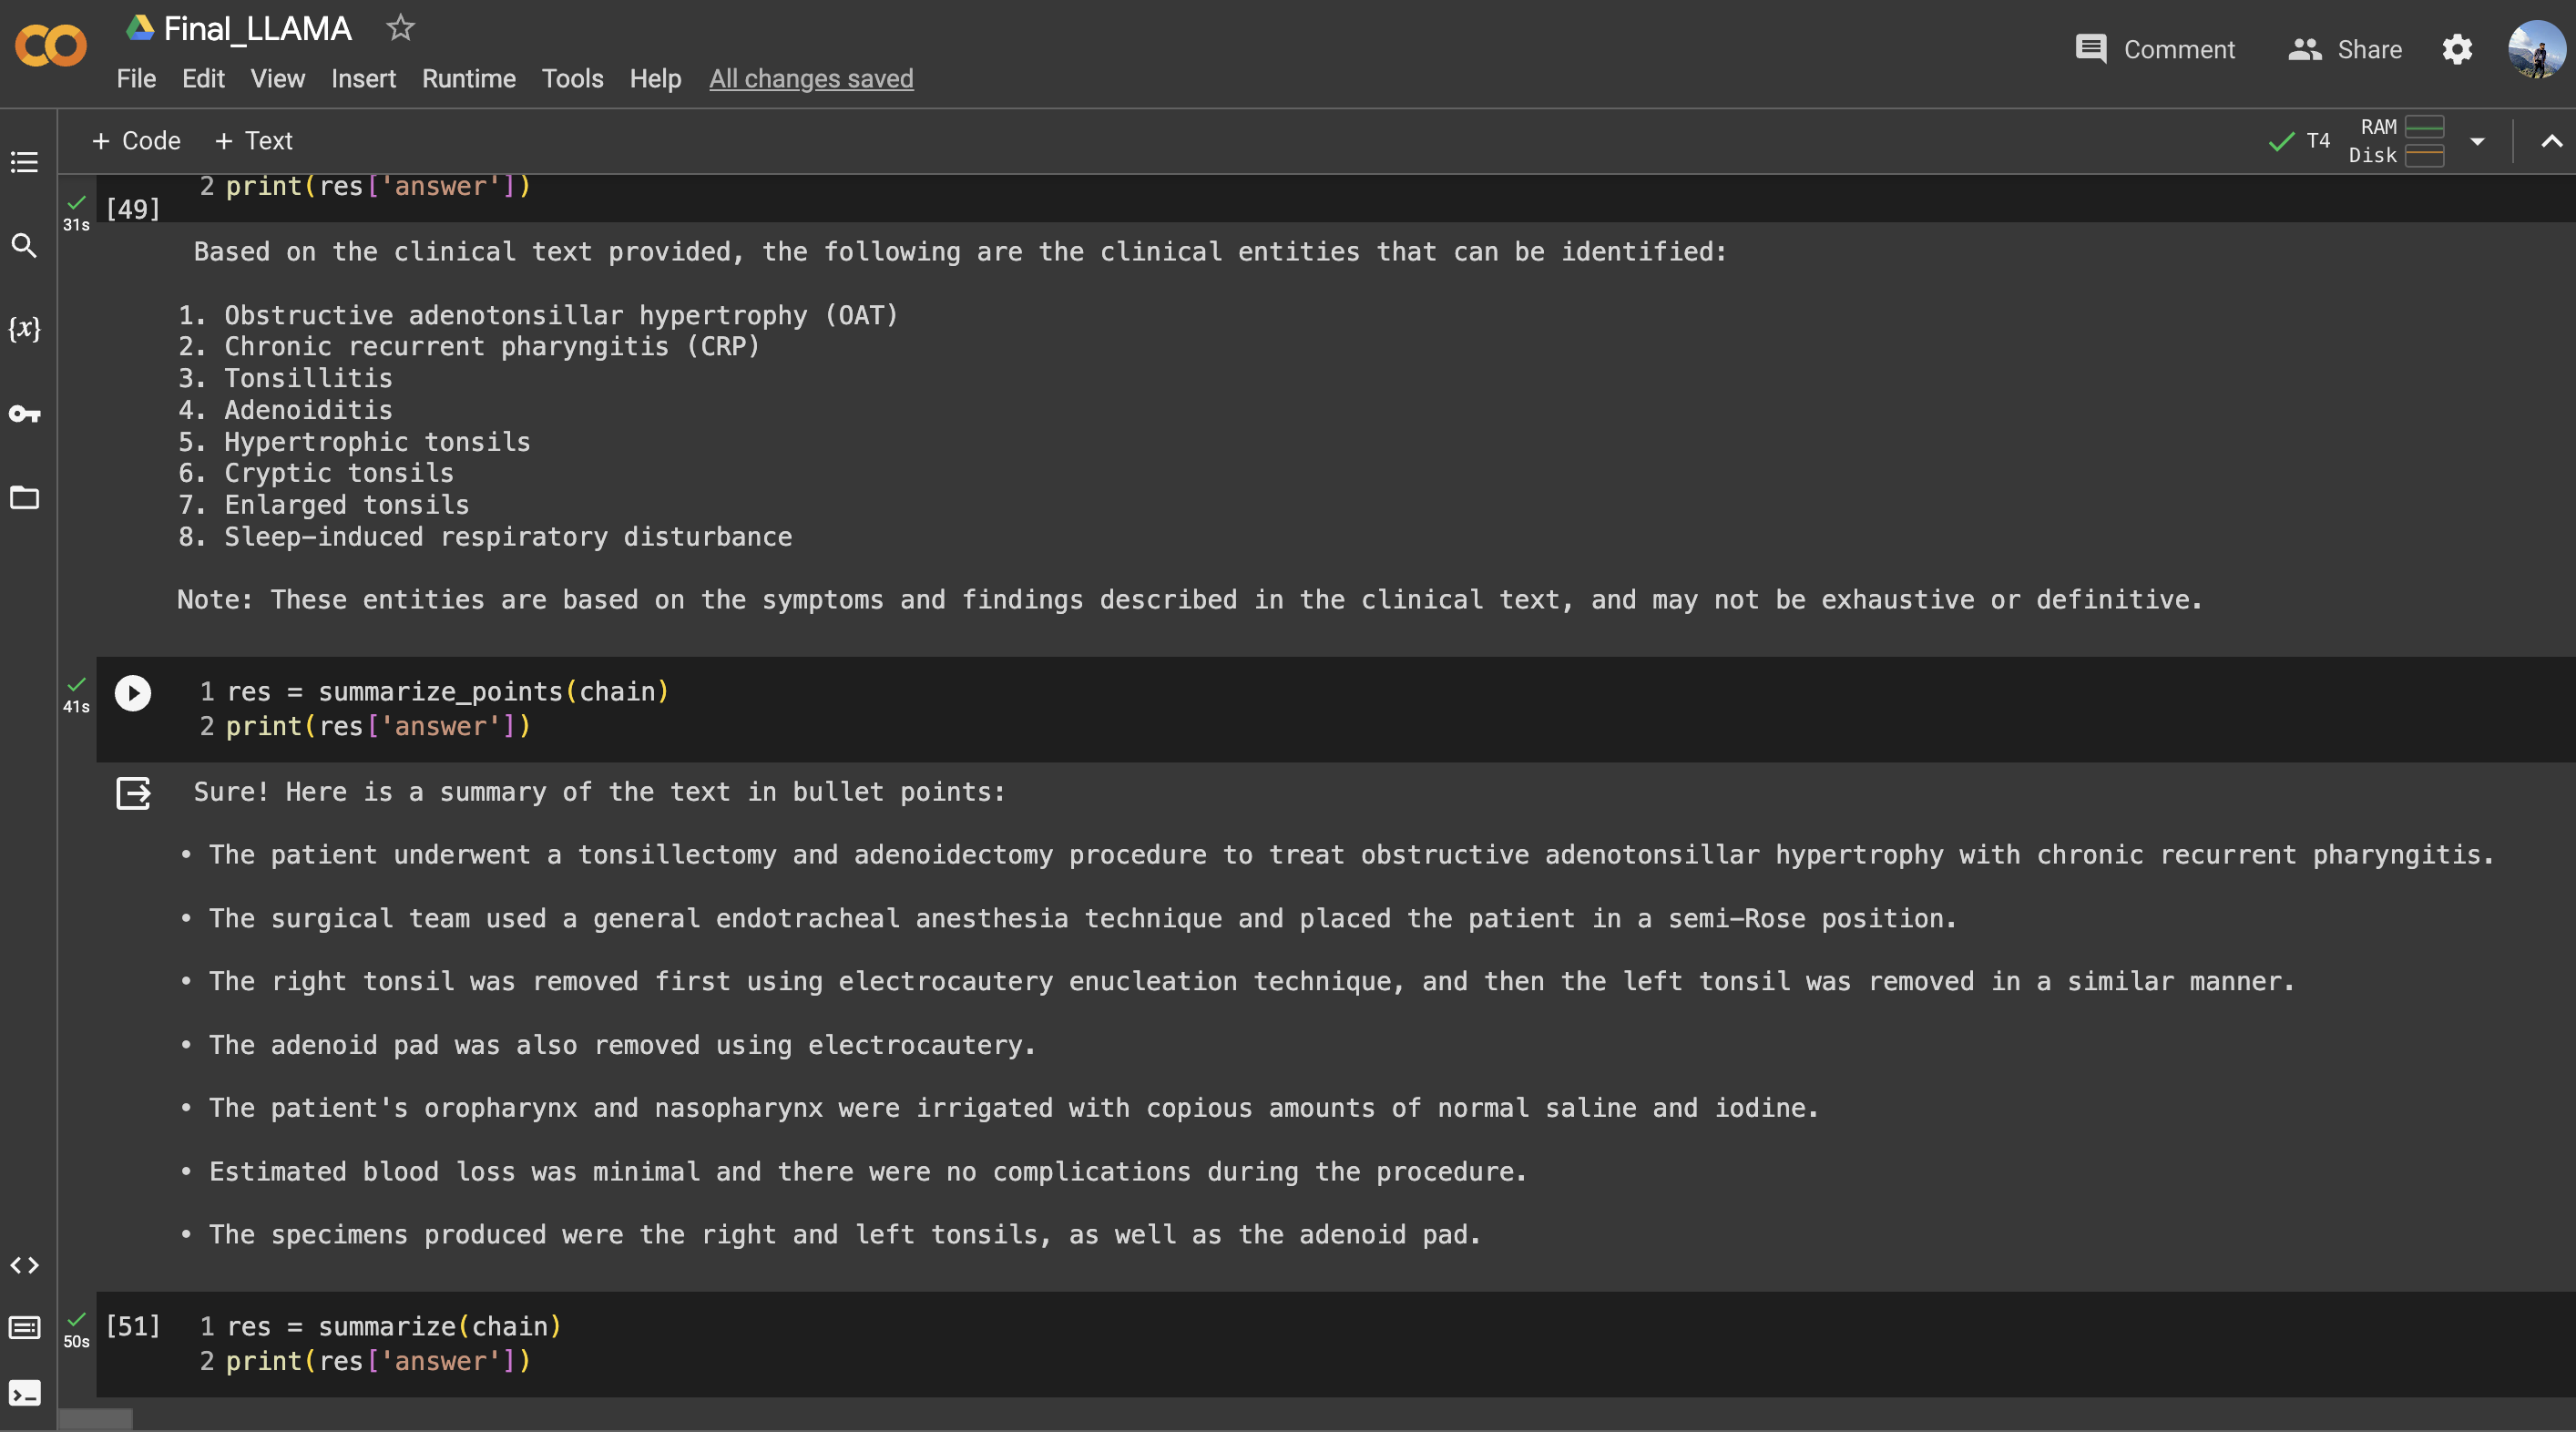 Final_LLAMA
Comment
Share
File Edit View Insert Runtime Tools Help All changes saved
+ Code + Text
T4
RAM
Disk
2 print(res['answer'])
[49]
31s
Based on the clinical text provided, the following are the clinical entities that can be identified:
1. Obstructive adenotonsillar hypertrophy (OAT)
2. Chronic recurrent pharyngitis (CRP)
3. Tonsillitis
4. Adenoiditis
5. Hypertrophic tonsils
6. Cryptic tonsils
7. Enlarged tonsils
8. Sleep-induced respiratory disturbance
Note: These entities are based on the symptoms and findings described in the clinical text, and may not be exhaustive or definitive.
41s
1 res = summarize_points(chain)
2 print(res['answer'])
Sure! Here is a summary of the text in bullet points:
• The patient underwent a tonsillectomy and adenoidectomy procedure to treat obstructive adenotonsillar hypertrophy with chronic recurrent pharyngitis.
• The surgical team used a general endotracheal anesthesia technique and placed the patient in a semi-Rose position.
• The right tonsil was removed first using electrocautery enucleation technique, and then the left tonsil was removed in a similar manner.
• The adenoid pad was also removed using electrocautery.
• The patient's oropharynx and nasopharynx were irrigated with copious amounts of normal saline and iodine.
• Estimated blood loss was minimal and there were no complications during the procedure.
• The specimens produced were the right and left tonsils, as well as the adenoid pad.
50s
[51]
1 res = summarize(chain)
2 print(res['answer'])